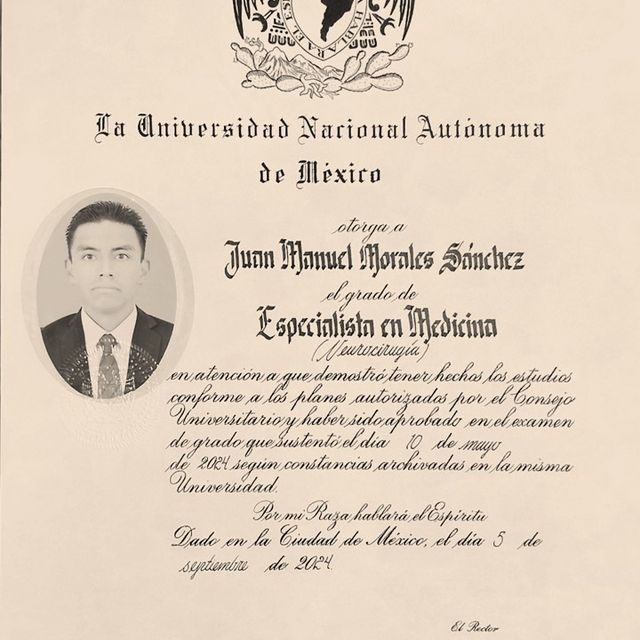 HABLARA EL ES
La Universidad Nacional Autónoma
de México
otorga a
Juan Manuel Morales Sánchez
el grado de
Especialista en Medicina
(Neurocirugía)
en atención a que demostró tener hechos los estudios
conforme a los planes autorizados por el Consejo
Universitario y haber sido aprobado en el examen
de grado que sustentó el día 10 de mayo
de 2024 según constancias archivadas en la misma
Universidad.
Por mi Raza hablará el Espíritu
Dado en la Ciudad de México, el día 5 de
septiembre de 2024.
El Rector